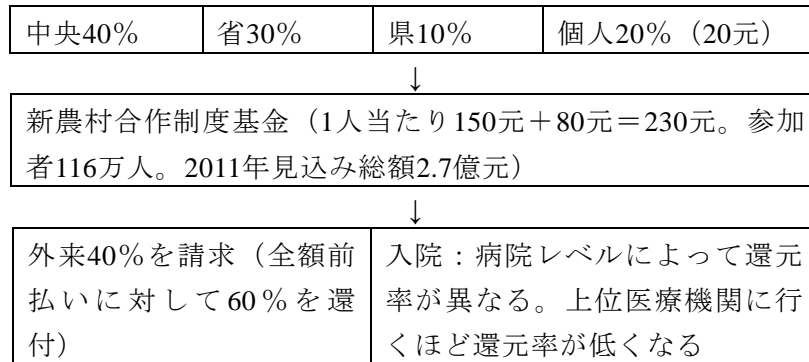 中央40% 省30% 県10% 個人20%（20元）
↓
新農村合作制度基金（1人当たり150元＋80元＝230元。参加
者116万人。2011年見込み総額2.7億元）
↓
外来40%を請求（全額前
払いに対して60%を還
付）
入院：病院レベルによって還元
率が異なる。上位医療機関に行
くほど還元率が低くなる